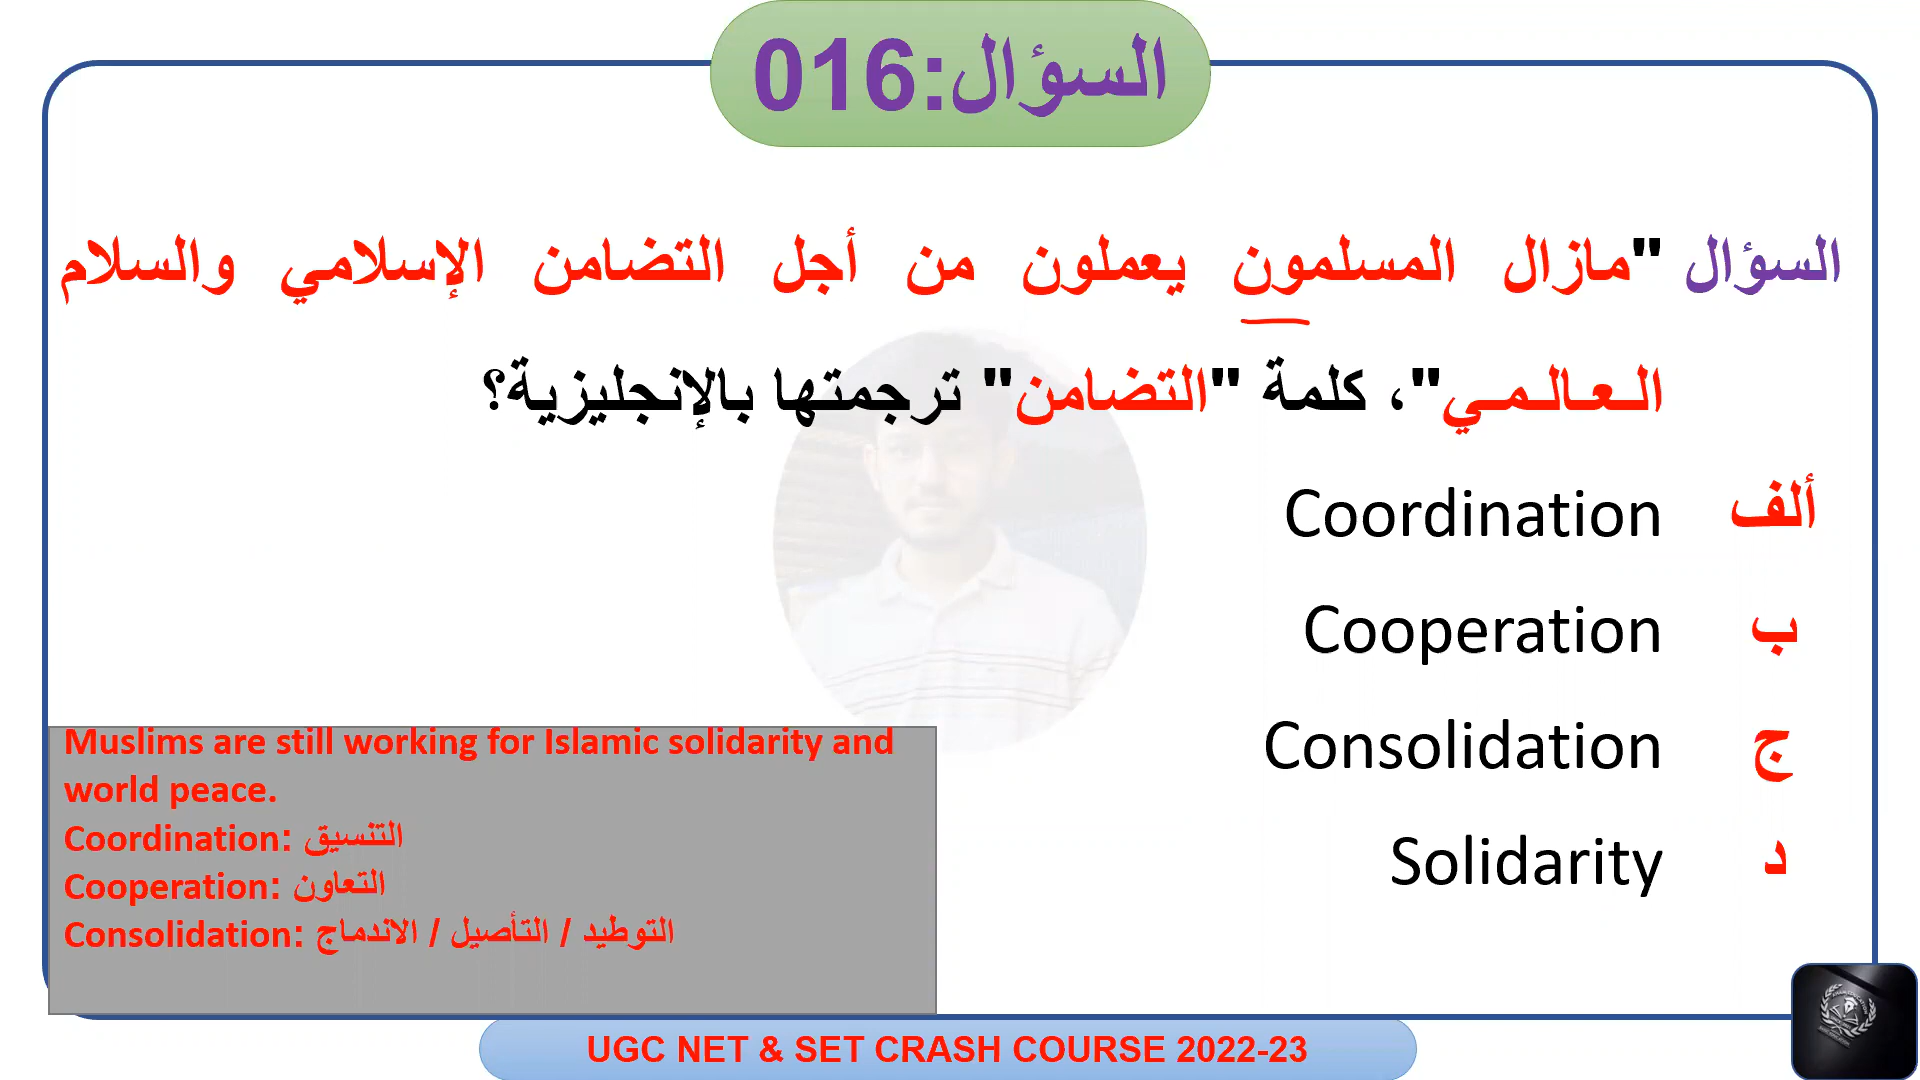 السؤال:016
السؤال "مازال المسلمون يعملون من أجل التضامن الإسلامي والسلام
الـعـالـمـي"، كلمة "التضامن" ترجمتها بالإنجليزية؟
ألف Coordination
ب Cooperation
ج Consolidation
د Solidarity
Muslims are still working for Islamic solidarity and
world peace.
Coordination: التنسيق
Cooperation: التعاون
Consolidation: التوطيد / التأصيل / الاندماج
UGC NET & SET CRASH COURSE 2022-23